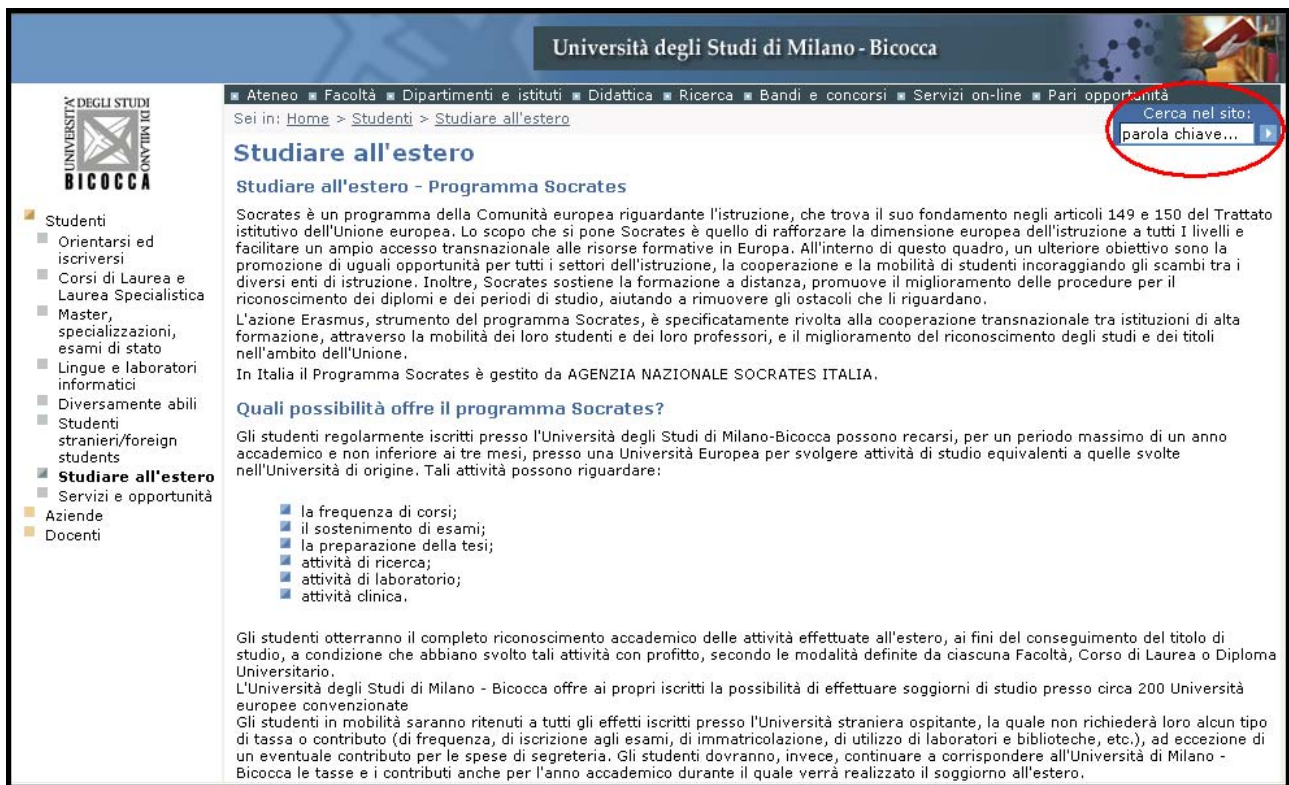 Università degli Studi di Milano - Bicocca
UNIVERSITÀ DEGLI STUDI DI MILANO
BICOCCA
Ateneo Facoltà Dipartimenti e istituti Didattica Ricerca Bandi e concorsi Servizi on-line Pari opportunità
Sei in: Home > Studenti > Studiare all'estero
Cerca nel sito:
parola chiave...
Studenti
Orientarsi ed
iscriversi
Corsi di Laurea e
Laurea Specialistica
Master,
specializzazioni,
esami di stato
Lingue e laboratori
informatici
Diversamente abili
Studenti
stranieri/foreign
students
Studiare all'estero
Servizi e opportunità
Aziende
Docenti
Studiare all'estero
Studiare all'estero - Programma Socrates
Socrates è un programma della Comunità europea riguardante l'istruzione, che trova il suo fondamento negli articoli 149 e 150 del Trattato
istitutivo dell'Unione europea. Lo scopo che si pone Socrates è quello di rafforzare la dimensione europea dell'istruzione a tutti I livelli e
facilitare un ampio accesso transnazionale alle risorse formative in Europa. All'interno di questo quadro, un ulteriore obiettivo sono la
promozione di uguali opportunità per tutti i settori dell'istruzione, la cooperazione e la mobilità di studenti incoraggiando gli scambi tra i
diversi enti di istruzione. Inoltre, Socrates sostiene la formazione a distanza, promuove il miglioramento delle procedure per il
riconoscimento dei diplomi e dei periodi di studio, aiutando a rimuovere gli ostacoli che li riguardano.
L'azione Erasmus, strumento del programma Socrates, è specificatamente rivolta alla cooperazione transnazionale tra istituzioni di alta
formazione, attraverso la mobilità dei loro studenti e dei loro professori, e il miglioramento del riconoscimento degli studi e dei titoli
nell'ambito dell'Unione.
In Italia il Programma Socrates è gestito da AGENZIA NAZIONALE SOCRATES ITALIA.
Quali possibilità offre il programma Socrates?
Gli studenti regolarmente iscritti presso l'Università degli Studi di Milano-Bicocca possono recarsi, per un periodo massimo di un anno
accademico e non inferiore ai tre mesi, presso una Università Europea per svolgere attività di studio equivalenti a quelle svolte
nell'Università di origine. Tali attività possono riguardare:
la frequenza di corsi;
il sostenimento di esami;
la preparazione della tesi;
attività di ricerca;
attività di laboratorio;
attività clinica.
Gli studenti otterranno il completo riconoscimento accademico delle attività effettuate all'estero, ai fini del conseguimento del titolo di
studio, a condizione che abbiano svolto tali attività con profitto, secondo le modalità definite da ciascuna Facoltà, Corso di Laurea o Diploma
Universitario.
L'Università degli Studi di Milano - Bicocca offre ai propri iscritti la possibilità di effettuare soggiorni di studio presso circa 200 Università
europee convenzionate
Gli studenti in mobilità saranno ritenuti a tutti gli effetti iscritti presso l'Università straniera ospitante, la quale non richiederà loro alcun tipo
di tassa o contributo (di frequenza, di iscrizione agli esami, di immatricolazione, di utilizzo di laboratori e biblioteche, etc.), ad eccezione di
un eventuale contributo per le spese di segreteria. Gli studenti dovranno, invece, continuare a corrispondere all'Università di Milano -
Bicocca le tasse e i contributi anche per l'anno accademico durante il quale verrà realizzato il soggiorno all'estero.